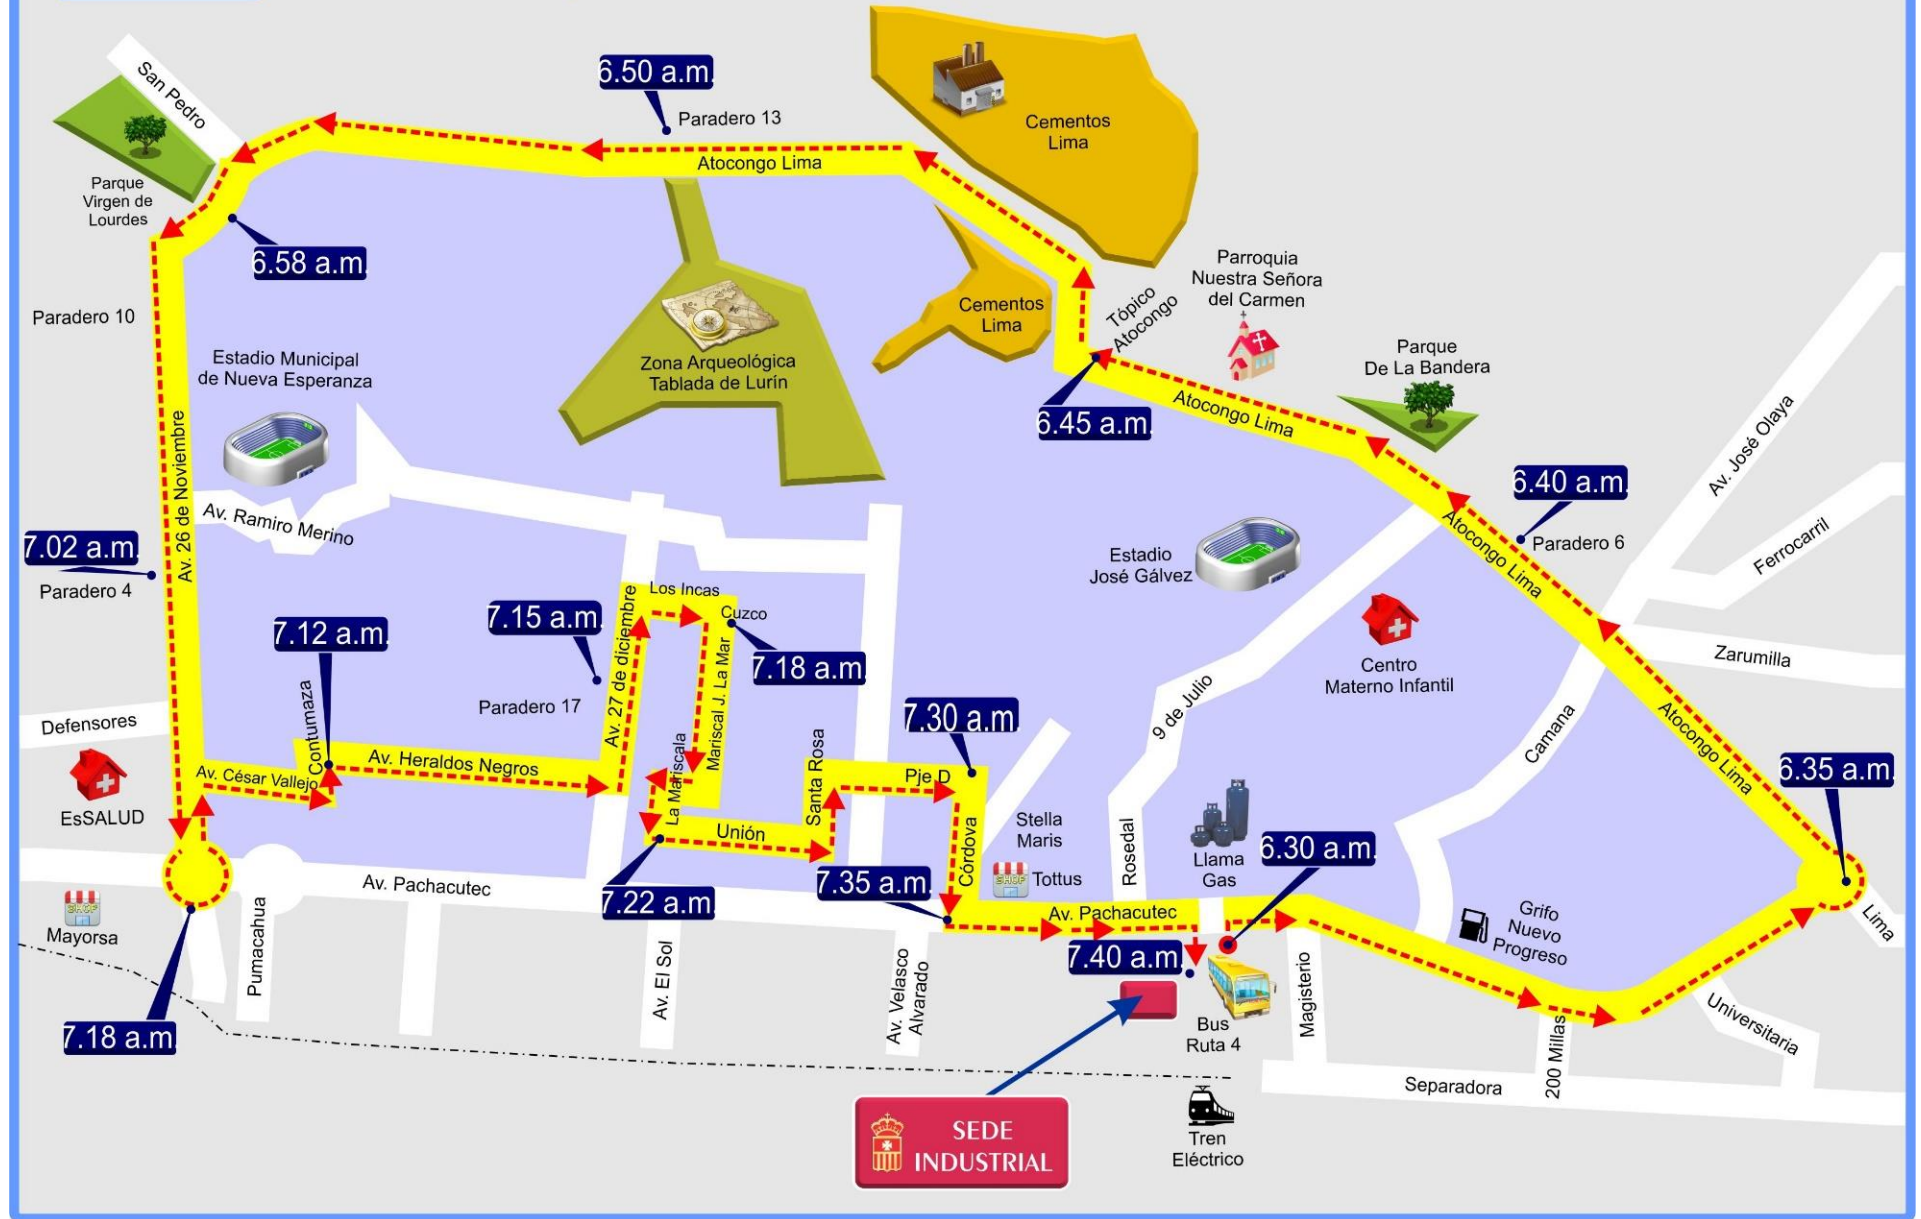 San Pedro
6.50 a.m.
Paradero 13
Cementos
Lima
Atocongo Lima
Parque
Virgen de
Lourdes
6.58 a.m.
Paradero 10
Estadio Municipal
de Nueva Esperanza
Zona Arqueológica
Tablada de Lurín
Cementos
Lima
Tópico
Atocongo
Parroquia
Nuestra Señora
del Carmen
Parque
De La Bandera
6.45 a.m.
Atocongo Lima
6.40 a.m.
Paradero 6
Av. José Olaya
Ferrocarril
Zarumilla
Atocongo Lima
Estadio
José Gálvez
Centro
Materno Infantil
Av. 26 de Noviembre
Av. Ramiro Merino
7.02 a.m.
Paradero 4
7.12 a.m.
7.15 a.m.
Paradero 17
Los Incas
Cuzco
7.18 a.m.
Av. 27 de diciembre
Mariscal J. La Mar
La Mariscala
Defensores
EsSALUD
Contumaza
Av. César Vallejo
Av. Heraldos Negros
Unión
Santa Rosa
7.30 a.m
Pje D
Córdova
9 de Julio
Camana
Atocongo Lima
6.35 a.m.
Stella
Maris
SHOP
Tottus
Rosedal
Llama
Gas
6.30 a.m.
Av. Pachacutec
7.22 a.m
7.35 a.m.
Av. Pachacutec
Grifo
Nuevo
Progreso
Lima
SHOP
Mayorsa
Pumacahua
Av. El Sol
Av. Velasco
Alvarado
7.40 a.m.
Bus
Ruta 4
Magisterio
200 Millas
Universitaria
7.18 a.m.
Separadora
SEDE
INDUSTRIAL
Tren
Eléctrico